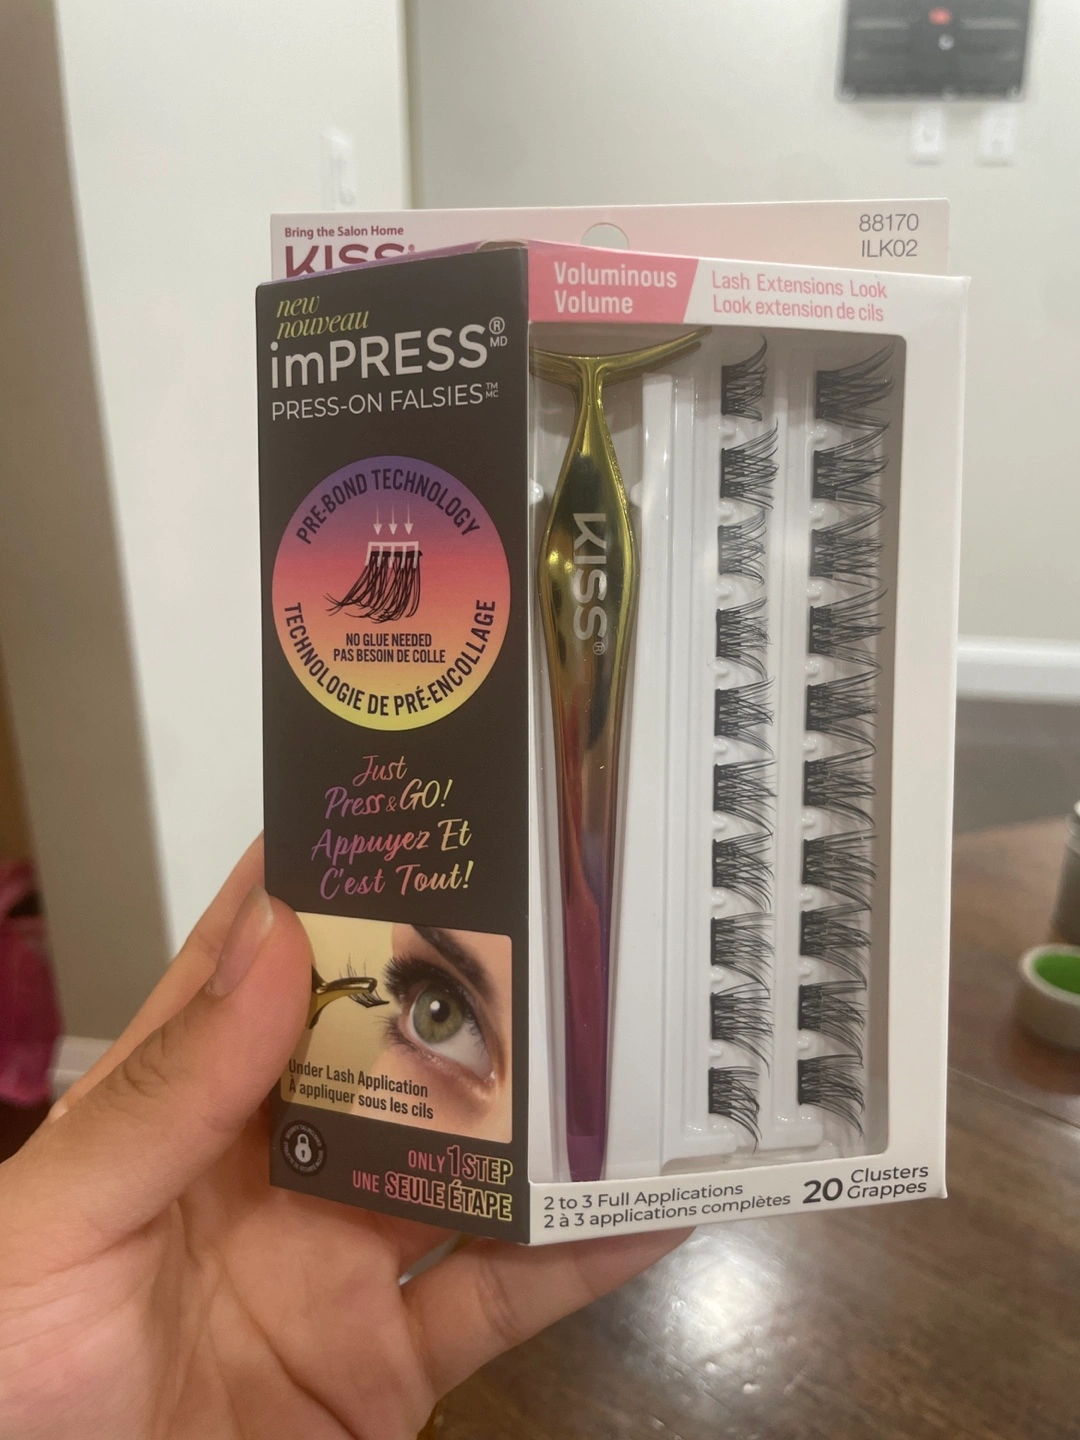 Bring the Salon Home
KISS
88170
ILK02
new
nouveau
imPRESS® MD
PRESS-ON FALSIES™ MC
PRE-BOND TECHNOLOGY
NO GLUE NEEDED
PAS BESOIN DE COLLE
TECHNOLOGIE DE PRÉ-ENCOLLAGE
Just
Press & GO!
Appuyez Et
C'est Tout!
Under Lash Application
À appliquer sous les cils
ONLY 1 STEP
UNE SEULE ÉTAPE
Voluminous
Volume
Lash Extensions Look
Look extension de cils
KISS®
2 to 3 Full Applications
2 à 3 applications complètes
20 Clusters
Grappes